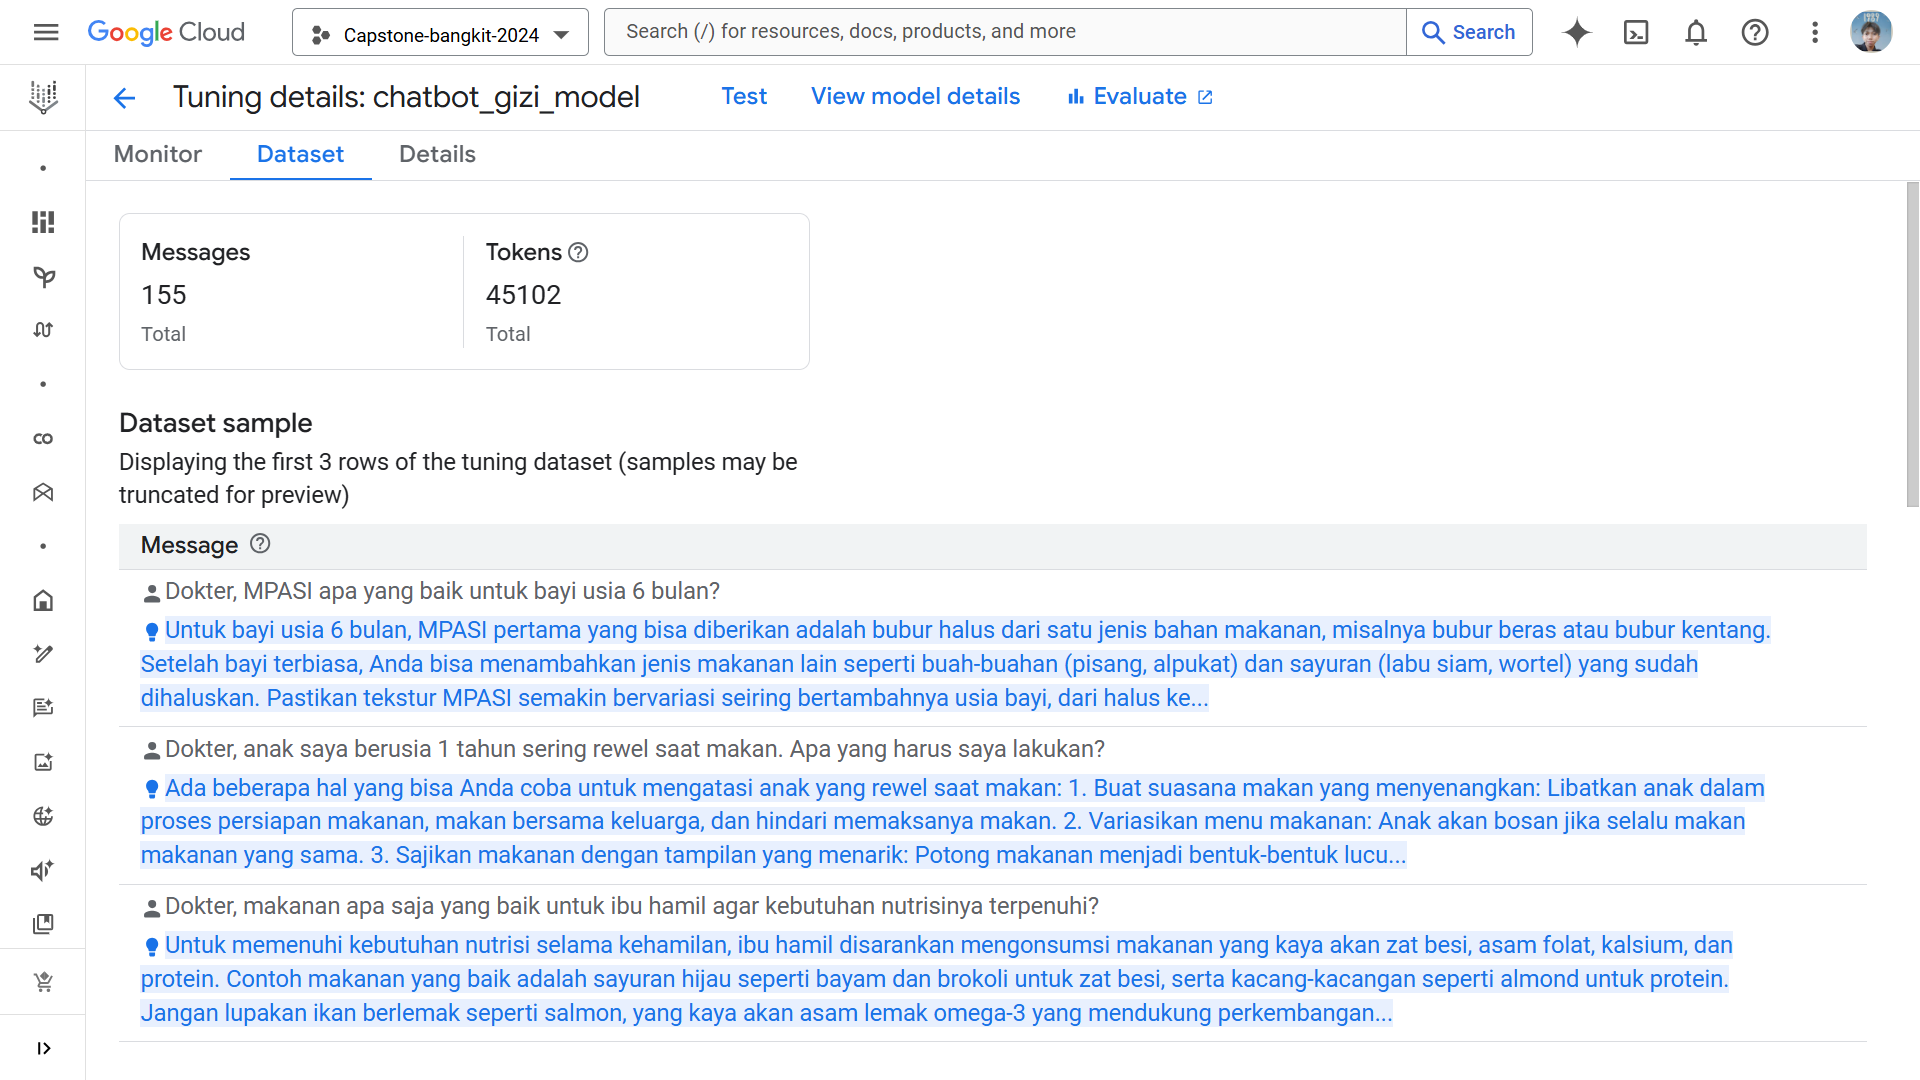 Google Cloud
Capstone-bangkit-2024
Search (/) for resources, docs, products, and more
Search
Tuning details: chatbot_gizi_model
Test
View model details
Evaluate
Monitor
Dataset
Details
Messages
155
Total
Tokens
45102
Total
Dataset sample
Displaying the first 3 rows of the tuning dataset (samples may be
truncated for preview)
Message
Dokter, MPASI apa yang baik untuk bayi usia 6 bulan?
Untuk bayi usia 6 bulan, MPASI pertama yang bisa diberikan adalah bubur halus dari satu jenis bahan makanan, misalnya bubur beras atau bubur kentang.
Setelah bayi terbiasa, Anda bisa menambahkan jenis makanan lain seperti buah-buahan (pisang, alpukat) dan sayuran (labu siam, wortel) yang sudah
dihaluskan. Pastikan tekstur MPASI semakin bervariasi seiring bertambahnya usia bayi, dari halus ke...
Dokter, anak saya berusia 1 tahun sering rewel saat makan. Apa yang harus saya lakukan?
Ada beberapa hal yang bisa Anda coba untuk mengatasi anak yang rewel saat makan: 1. Buat suasana makan yang menyenangkan: Libatkan anak dalam
proses persiapan makanan, makan bersama keluarga, dan hindari memaksanya makan. 2. Variasikan menu makanan: Anak akan bosan jika selalu makan
makanan yang sama. 3. Sajikan makanan dengan tampilan yang menarik: Potong makanan menjadi bentuk-bentuk lucu...
Dokter, makanan apa saja yang baik untuk ibu hamil agar kebutuhan nutrisinya terpenuhi?
Untuk memenuhi kebutuhan nutrisi selama kehamilan, ibu hamil disarankan mengonsumsi makanan yang kaya akan zat besi, asam folat, kalsium, dan
protein. Contoh makanan yang baik adalah sayuran hijau seperti bayam dan brokoli untuk zat besi, serta kacang-kacangan seperti almond untuk protein.
Jangan lupakan ikan berlemak seperti salmon, yang kaya akan asam lemak omega-3 yang mendukung perkembangan...